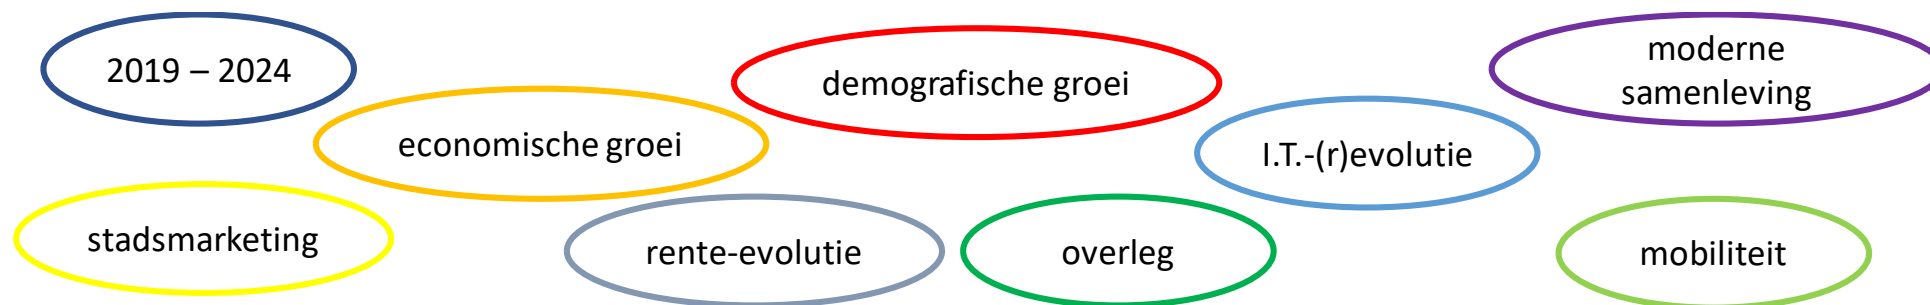 2019 – 2024
economische groei
demografische groei
I.T.-(r)evolutie
moderne
samenleving
stadsmarketing
rente-evolutie
overleg
mobiliteit